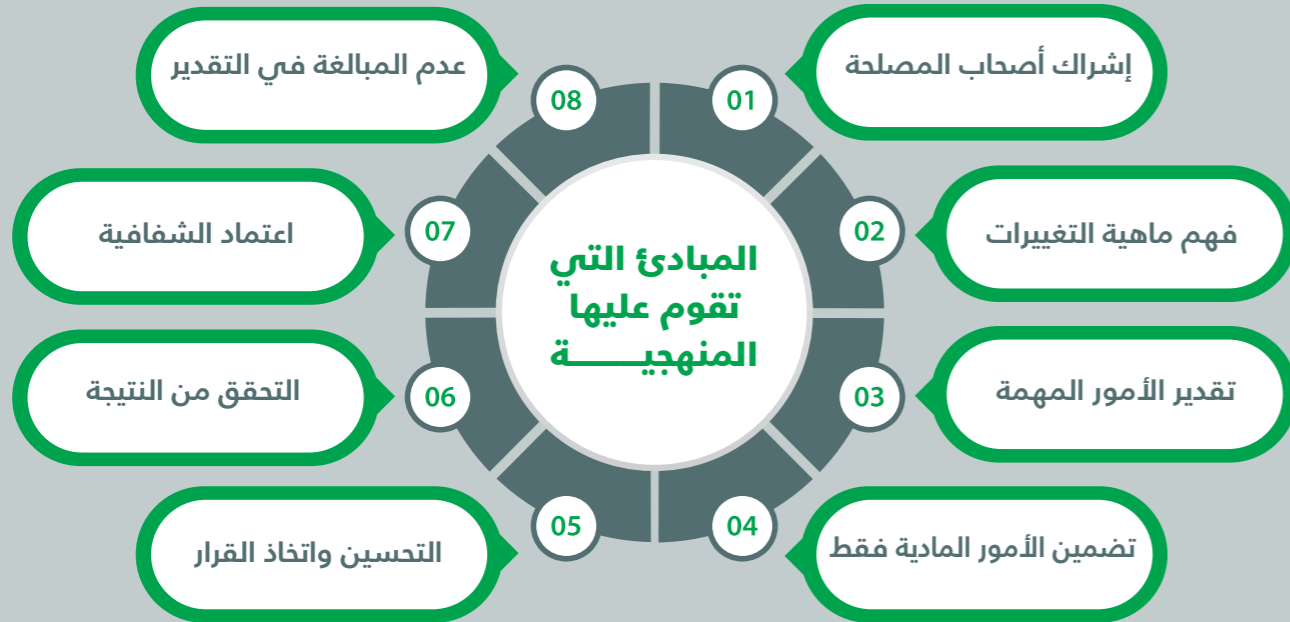 المبادئ التي
تقوم عليها
المنهجيـــــــة
01
إشراك أصحاب المصلحة
02
فهم ماهية التغييرات
03
تقدير الأمور المهمة
04
تضمين الأمور المادية فقط
05
التحسين واتخاذ القرار
06
التحقق من النتيجة
07
اعتماد الشفافية
08
عدم المبالغة في التقدير